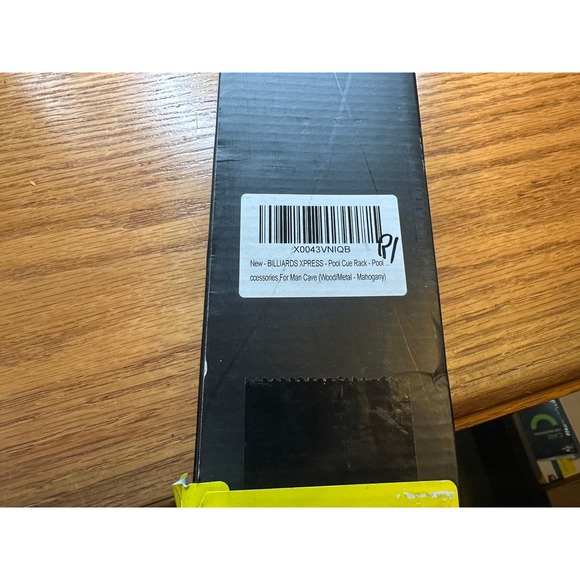 X0043VNIQB
P1
New - BILLIARDS XPRESS - Pool Cue Rack - Pool ...
ccessories,For Man Cave (Wood/Metal - Mahogany)